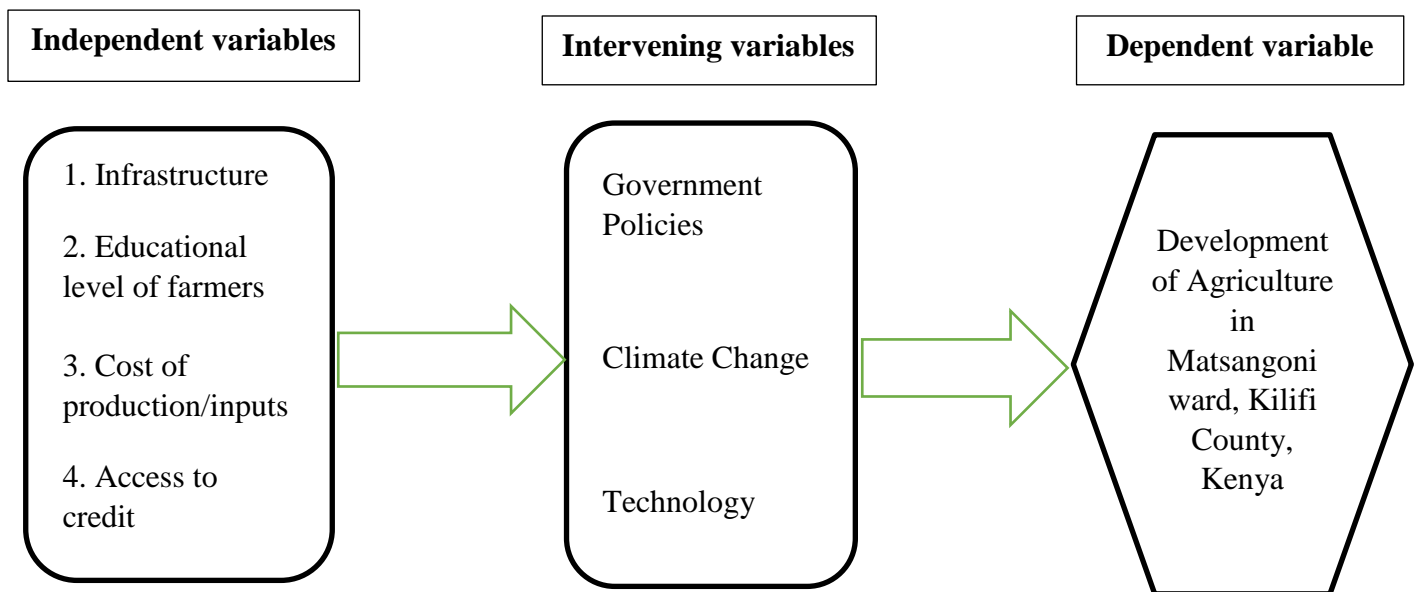 Independent variables
1. Infrastructure
2. Educational
level of farmers
3. Cost of
production/inputs
4. Access to
credit
Intervening variables
Government
Policies
Climate Change
Technology
Dependent variable
Development
of Agriculture
in
Matsangoni
ward, Kilifi
County,
Kenya